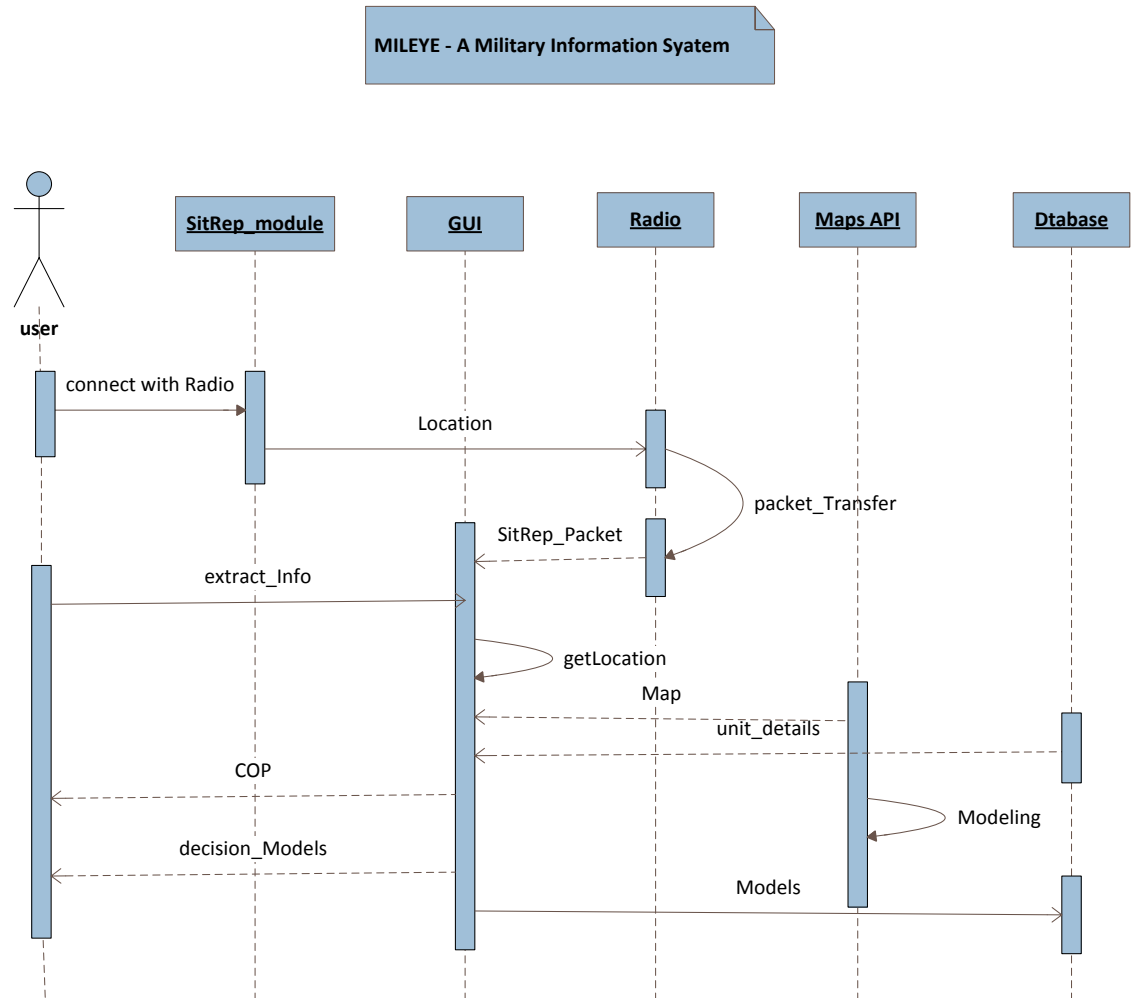 MILEYE - A Military Information Syatem
user
SitRep_module
GUI
Radio
Maps API
Dtabase
connect with Radio
Location
packet_Transfer
SitRep_Packet
extract_Info
getLocation
Map
unit_details
COP
Modeling
decision_Models
Models